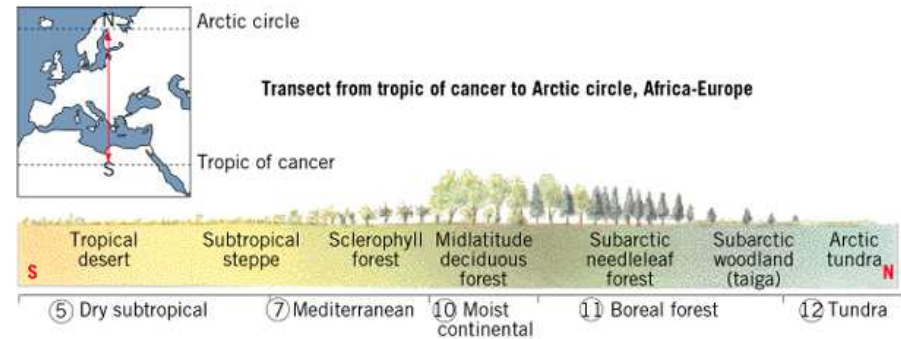 N
Arctic circle
Transect from tropic of cancer to Arctic circle, Africa-Europe
Tropic of cancer
S
Tropical
desert
Subtropical
steppe
Sclerophyll
forest
Midlatitude
deciduous
forest
Subarctic
needleleaf
forest
Subarctic
woodland
(taiga)
Arctic
tundra
S
N
5 Dry subtropical
7 Mediterranean
10 Moist
continental
11 Boreal forest
12 Tundra